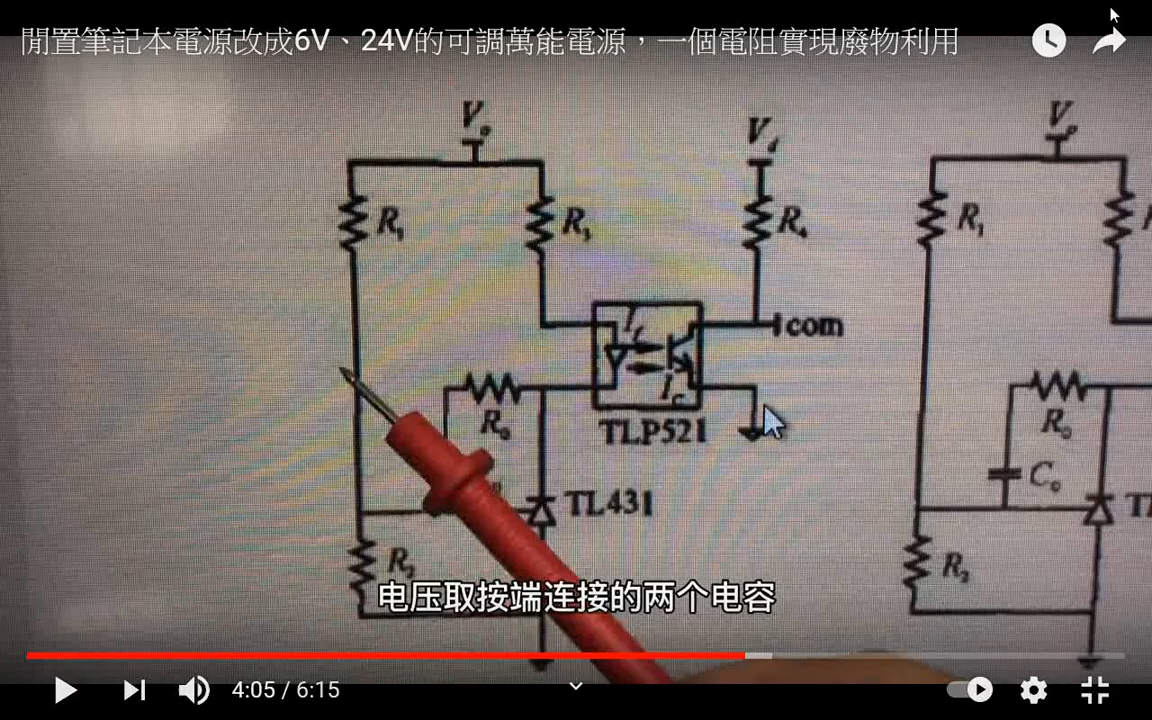 閒置筆記本電源改成6V、24V的可調萬能電源，一個電阻實現廢物利用
Vo
Vd
Vo
R1
R3
R4
R1
If
com
Ic
R0
TLP521
R0
C0
TL431
R2
R2
电压取按端连接的两个电容
4:05 / 6:15